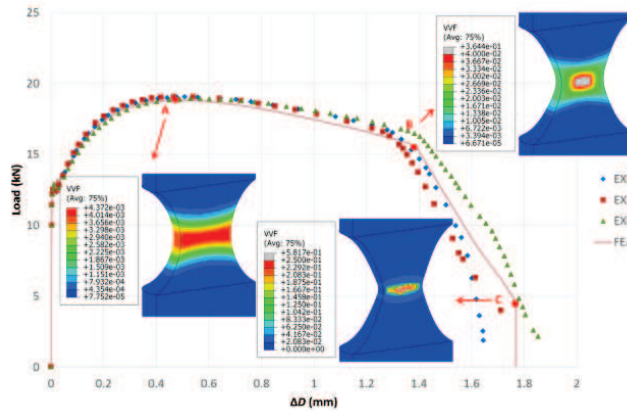 25
20
15
10
5
0
Load (kN)
0
0.2
0.4
0.6
0.8
1
1.2
1.4
1.6
1.8
2
ΔD (mm)
A
B
C
VVF
(Avg: 75%)
+3.644e-01
+4.000e-02
+3.667e-02
+3.334e-02
+3.002e-02
+2.669e-02
+2.336e-02
+2.003e-02
+1.671e-02
+1.338e-02
+1.005e-02
+6.722e-03
+3.394e-03
+6.671e-05
VVF
(Avg: 75%)
+4.372e-03
+4.014e-03
+3.656e-03
+3.298e-03
+2.940e-03
+2.582e-03
+2.225e-03
+1.867e-03
+1.509e-03
+1.151e-03
+7.932e-04
+4.354e-04
+7.752e-05
VVF
(Avg: 75%)
+5.817e-01
+2.500e-01
+2.292e-01
+2.083e-01
+1.875e-01
+1.667e-01
+1.458e-01
+1.250e-01
+1.042e-01
+8.333e-02
+6.250e-02
+4.167e-02
+2.083e-02
+0.000e+00